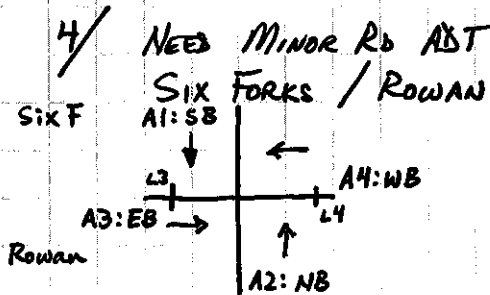 4/ NEED MINOR RD ADT
SIX FORKS / ROWAN
Six F
A1: SB
L3
A4: WB
A3: EB
L4
Rowan
A2: NB